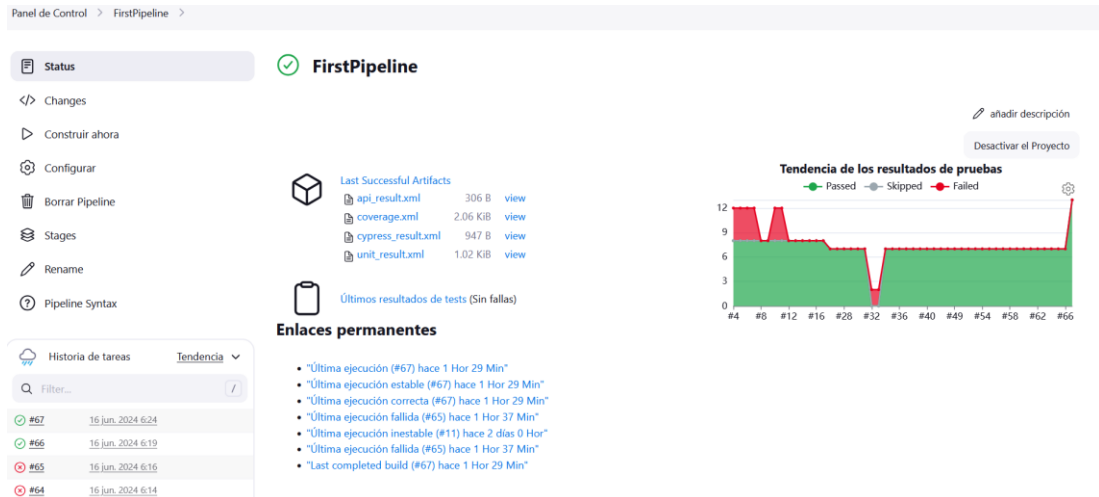 Panel de Control > FirstPipeline >
Status
Changes
Construir ahora
Configurar
Borrar Pipeline
Stages
Rename
Pipeline Syntax
Historia de tareas Tendencia
Filter... /
#67 16 jun. 2024 6:24
#66 16 jun. 2024 6:19
#65 16 jun. 2024 6:16
#64 16 jun. 2024 6:14
FirstPipeline
añadir descripción
Desactivar el Proyecto
Last Successful Artifacts
api_result.xml 306 B view
coverage.xml 2.06 KiB view
cypress_result.xml 947 B view
unit_result.xml 1.02 KiB view
Últimos resultados de tests (Sin fallas)
Enlaces permanentes
"Última ejecución (#67) hace 1 Hor 29 Min"
"Última ejecución estable (#67) hace 1 Hor 29 Min"
"Última ejecución correcta (#67) hace 1 Hor 29 Min"
"Última ejecución fallida (#65) hace 1 Hor 37 Min"
"Última ejecución inestable (#11) hace 2 días 0 Hor"
"Última ejecución fallida (#65) hace 1 Hor 37 Min"
"Last completed build (#67) hace 1 Hor 29 Min"
Tendencia de los resultados de pruebas
Passed Skipped Failed
12
9
6
3
0
#4 #8 #12 #16 #28 #32 #36 #40 #49 #54 #58 #62 #66